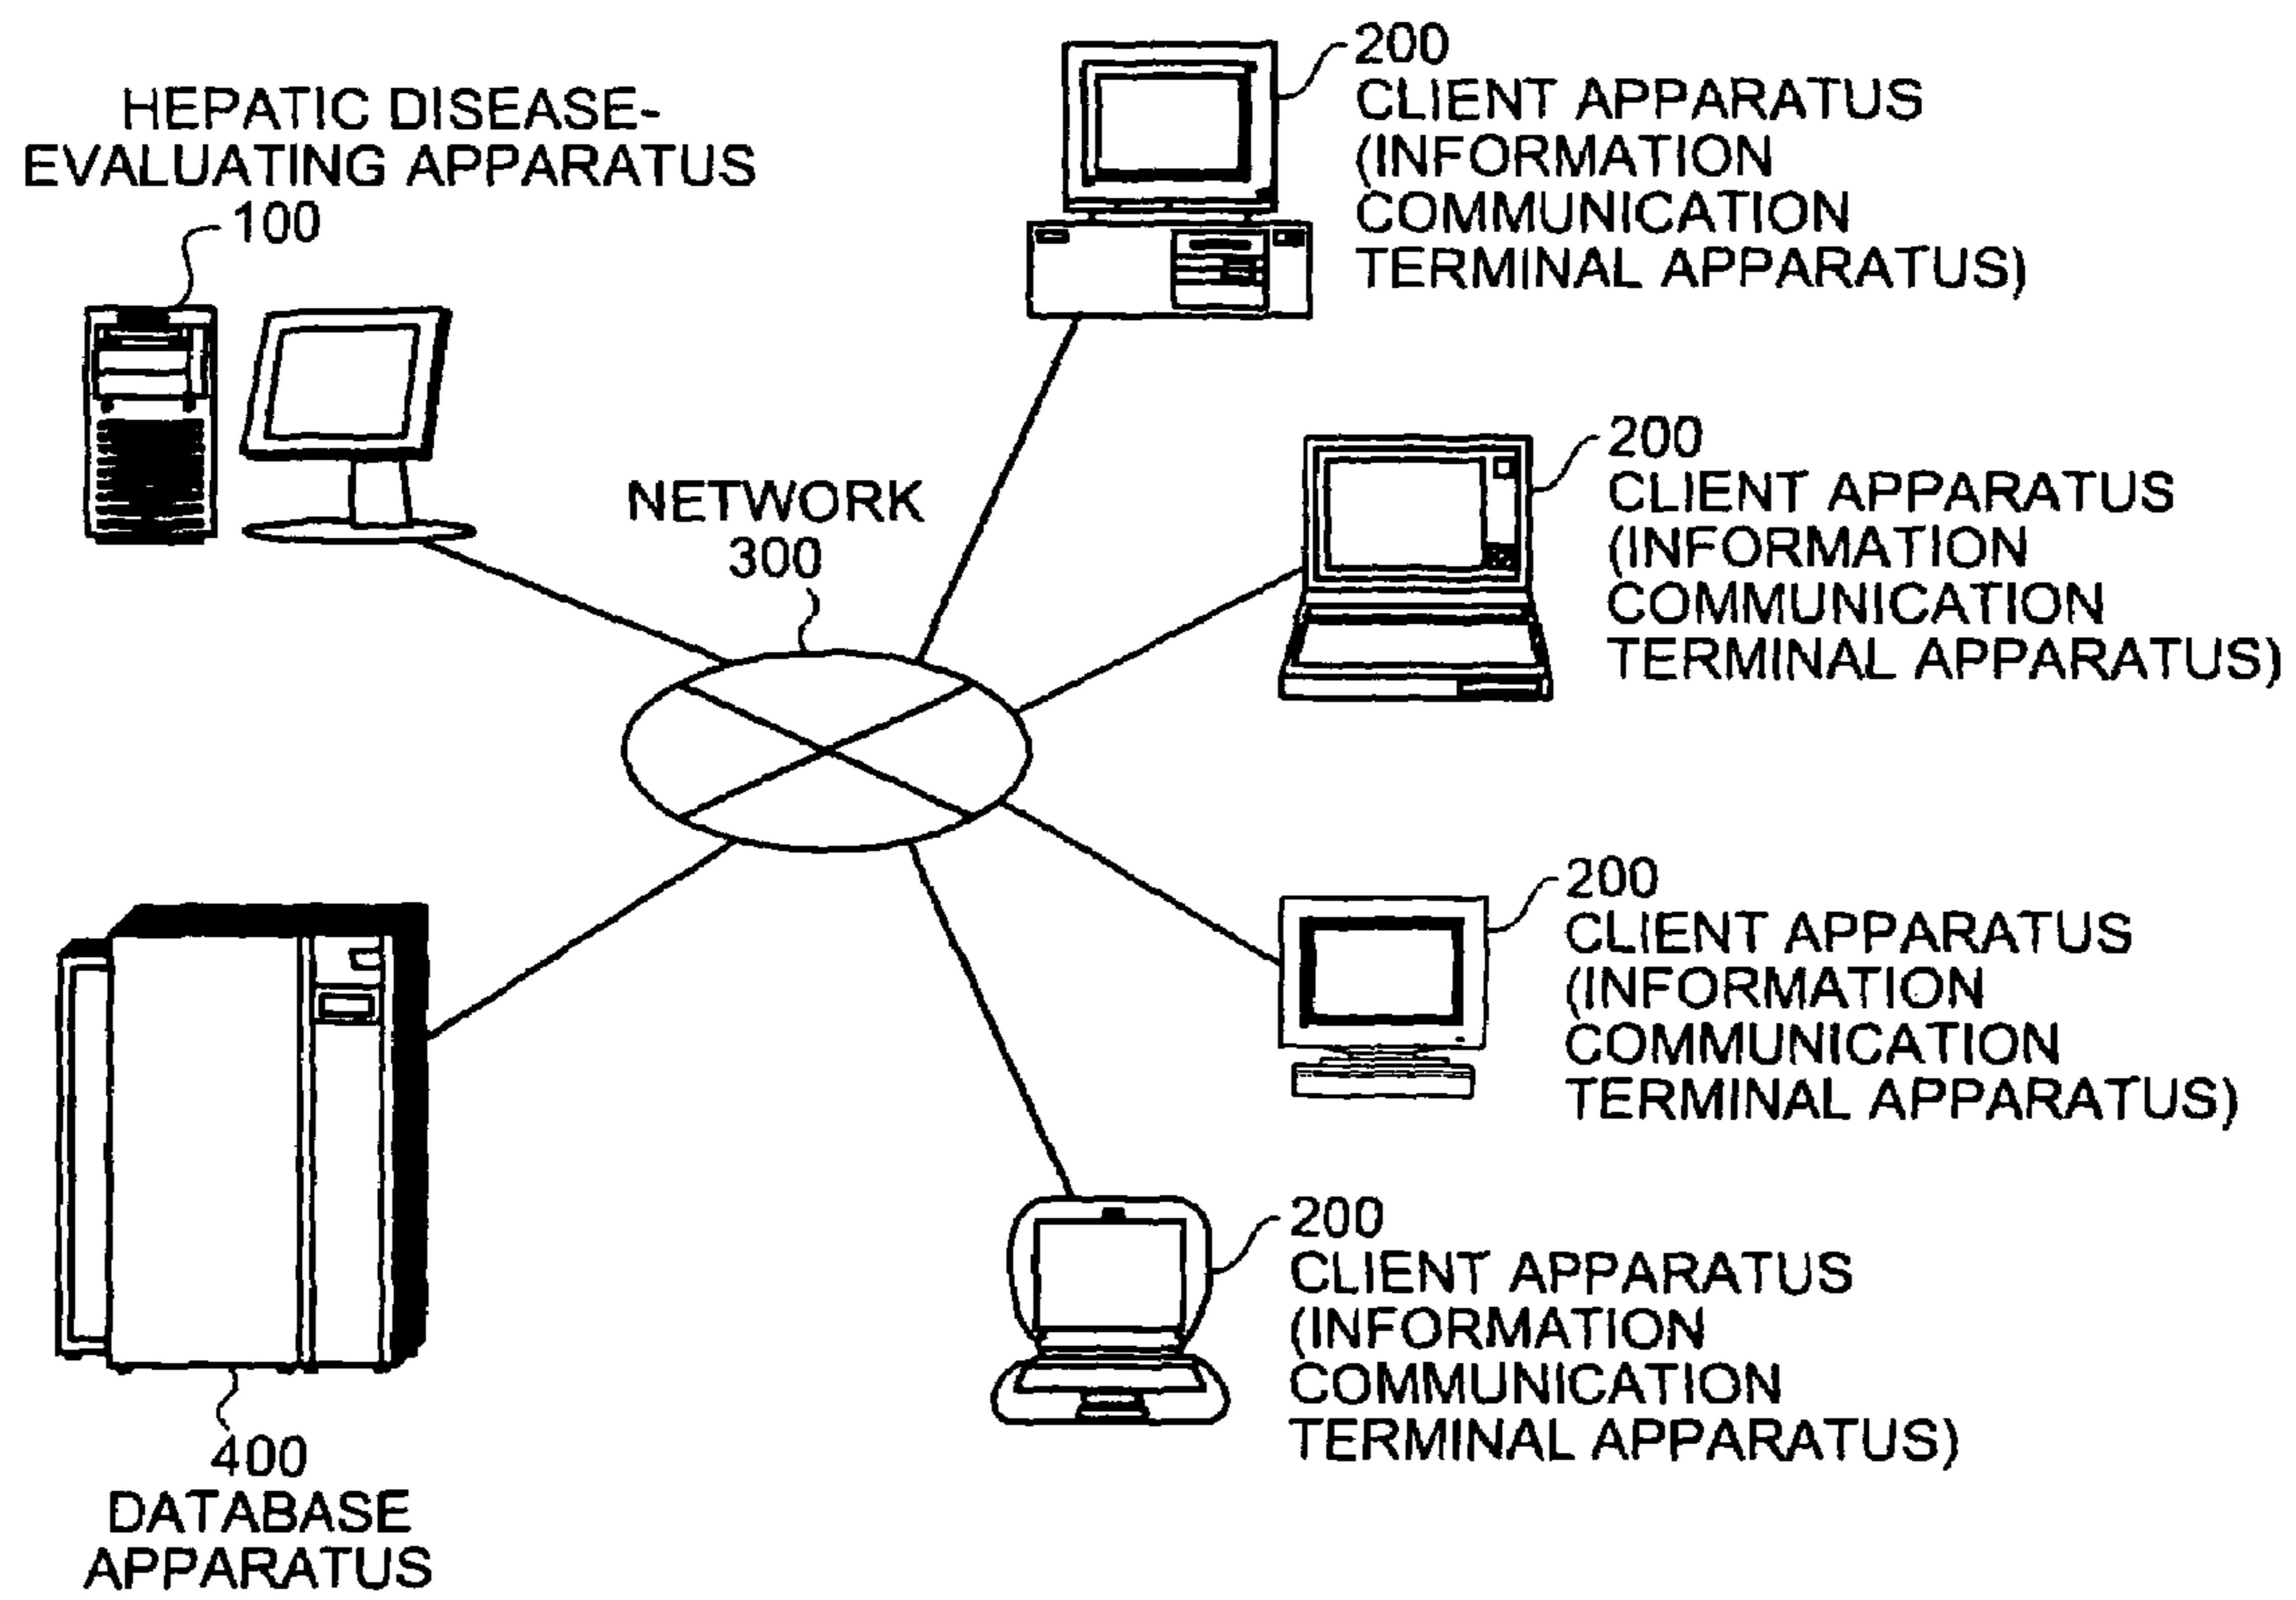 HEPATIC DISEASE-
EVALUATING APPARATUS
100
200
CLIENT APPARATUS
(INFORMATION
COMMUNICATION
TERMINAL APPARATUS)
NETWORK
300
200
CLIENT APPARATUS
(INFORMATION
COMMUNICATION
TERMINAL APPARATUS)
200
CLIENT APPARATUS
(INFORMATION
COMMUNICATION
TERMINAL APPARATUS)
200
CLIENT APPARATUS
(INFORMATION
COMMUNICATION
TERMINAL APPARATUS)
400
DATABASE
APPARATUS